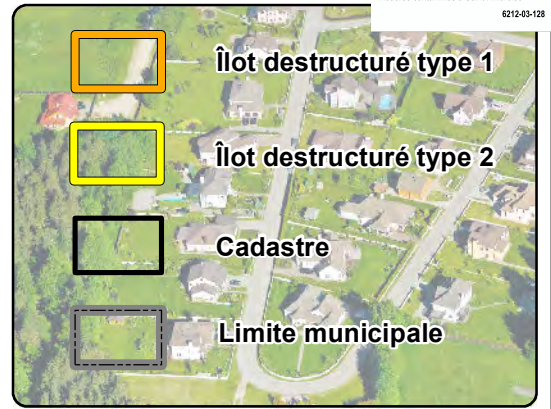 6212-03-128
Îlot destructuré type 1
Îlot destructuré type 2
Cadastre
Limite municipale